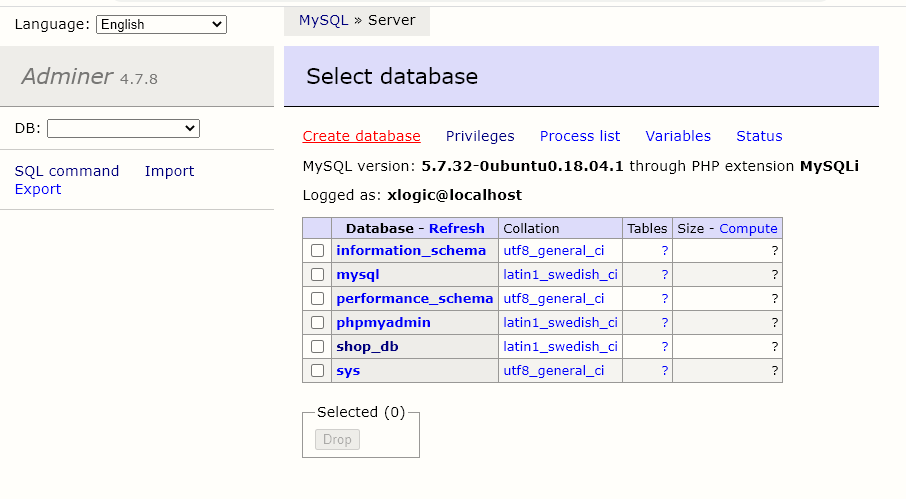 Language: English
MySQL » Server
Adminer 4.7.8
Select database
DB:
SQL command Import
Export
Create database Privileges Process list Variables Status
MySQL version: 5.7.32-0ubuntu0.18.04.1 through PHP extension MySQLi
Logged as: xlogic@localhost
Database - Refresh Collation Tables Size - Compute
information_schema utf8_general_ci ? ?
mysql latin1_swedish_ci ? ?
performance_schema utf8_general_ci ? ?
phpmyadmin latin1_swedish_ci ? ?
shop_db latin1_swedish_ci ? ?
sys utf8_general_ci ? ?
Selected (0)
Drop